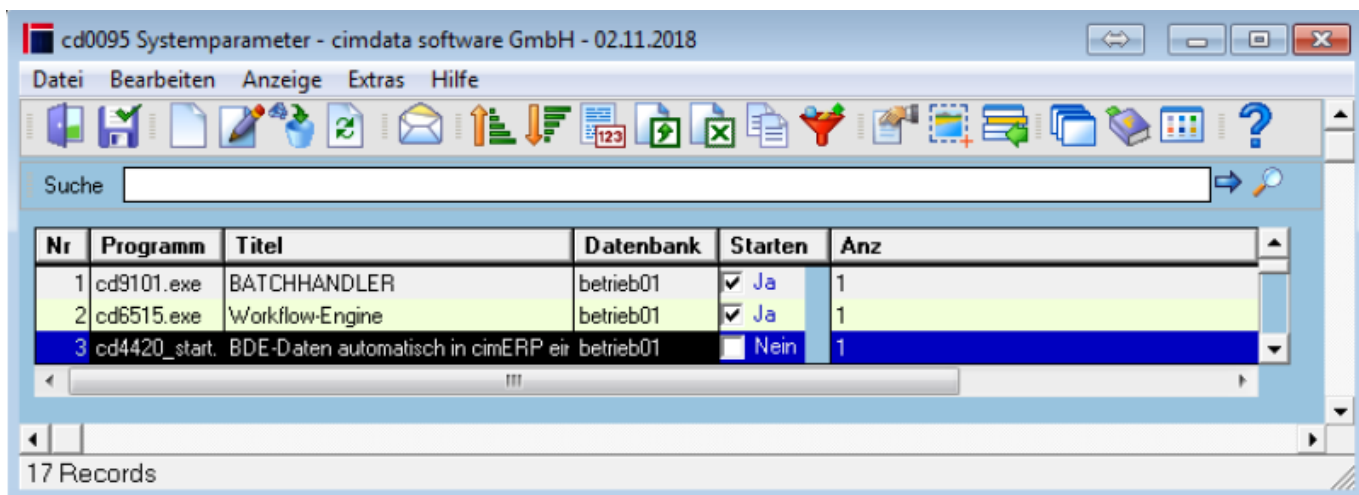 cd0095 Systemparameter - cimdata software GmbH - 02.11.2018
Datei Bearbeiten Anzeige Extras Hilfe
123
Suche
Nr Programm Titel Datenbank Starten Anz
1 cd9101.exe BATCHHANDLER betrieb01 Ja 1
2 cd6515.exe Workflow-Engine betrieb01 Ja 1
3 cd4420_start. BDE-Daten automatisch in cimERP ein betrieb01 Nein 1
17 Records